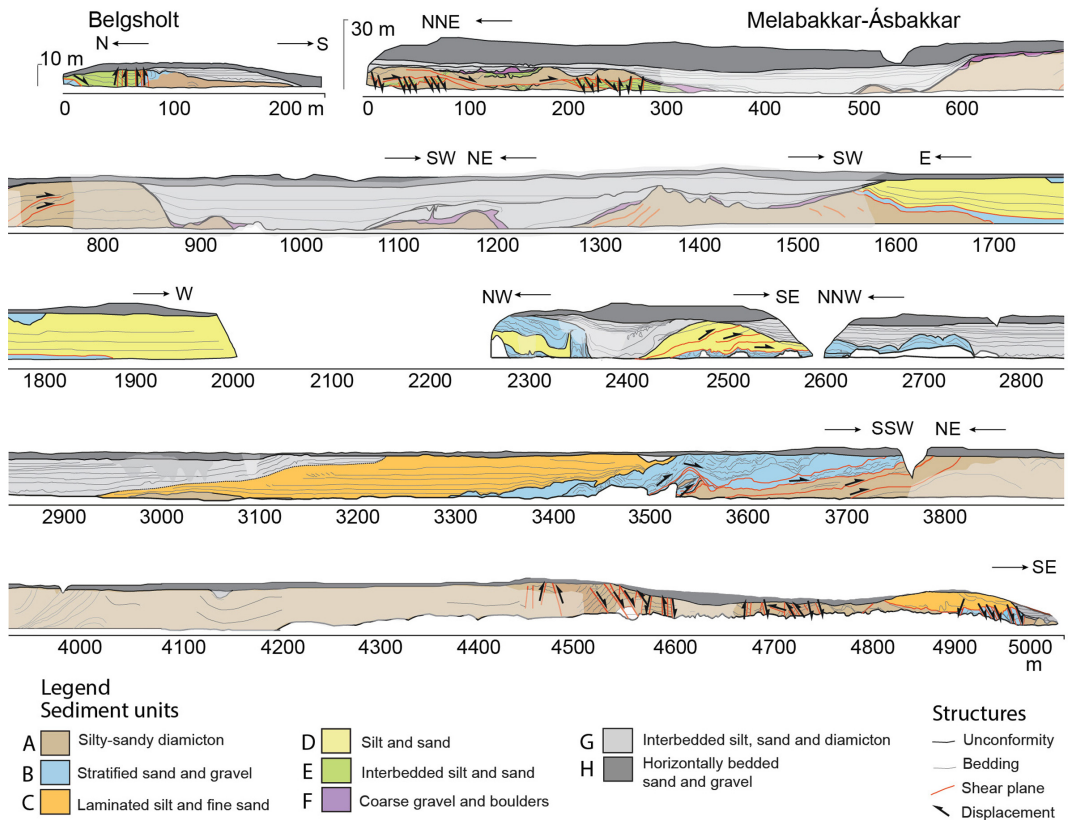 Belgsholt
N S
10 m
0 100 200
m
30 m
NNE
Melabakkar-Ásbakkar
0 100 200 300 400 500 600
SW NE SW E
800 900 1000 1100 1200 1300 1400 1500 1600 1700
W NW SE NNW
1800 1900 2000 2100 2200 2300 2400 2500 2600 2700 2800
SSW NE
2900 3000 3100 3200 3300 3400 3500 3600 3700 3800
SE
4000 4100 4200 4300 4400 4500 4600 4700 4800 4900 5000
m
Legend
Sediment units
A Silty-sandy diamicton
B Stratified sand and gravel
C Laminated silt and fine sand
D Silt and sand
E Interbedded silt and sand
F Coarse gravel and boulders
G Interbedded silt, sand and diamicton
H Horizontally bedded
sand and gravel
Structures
Unconformity
Bedding
Shear plane
Displacement